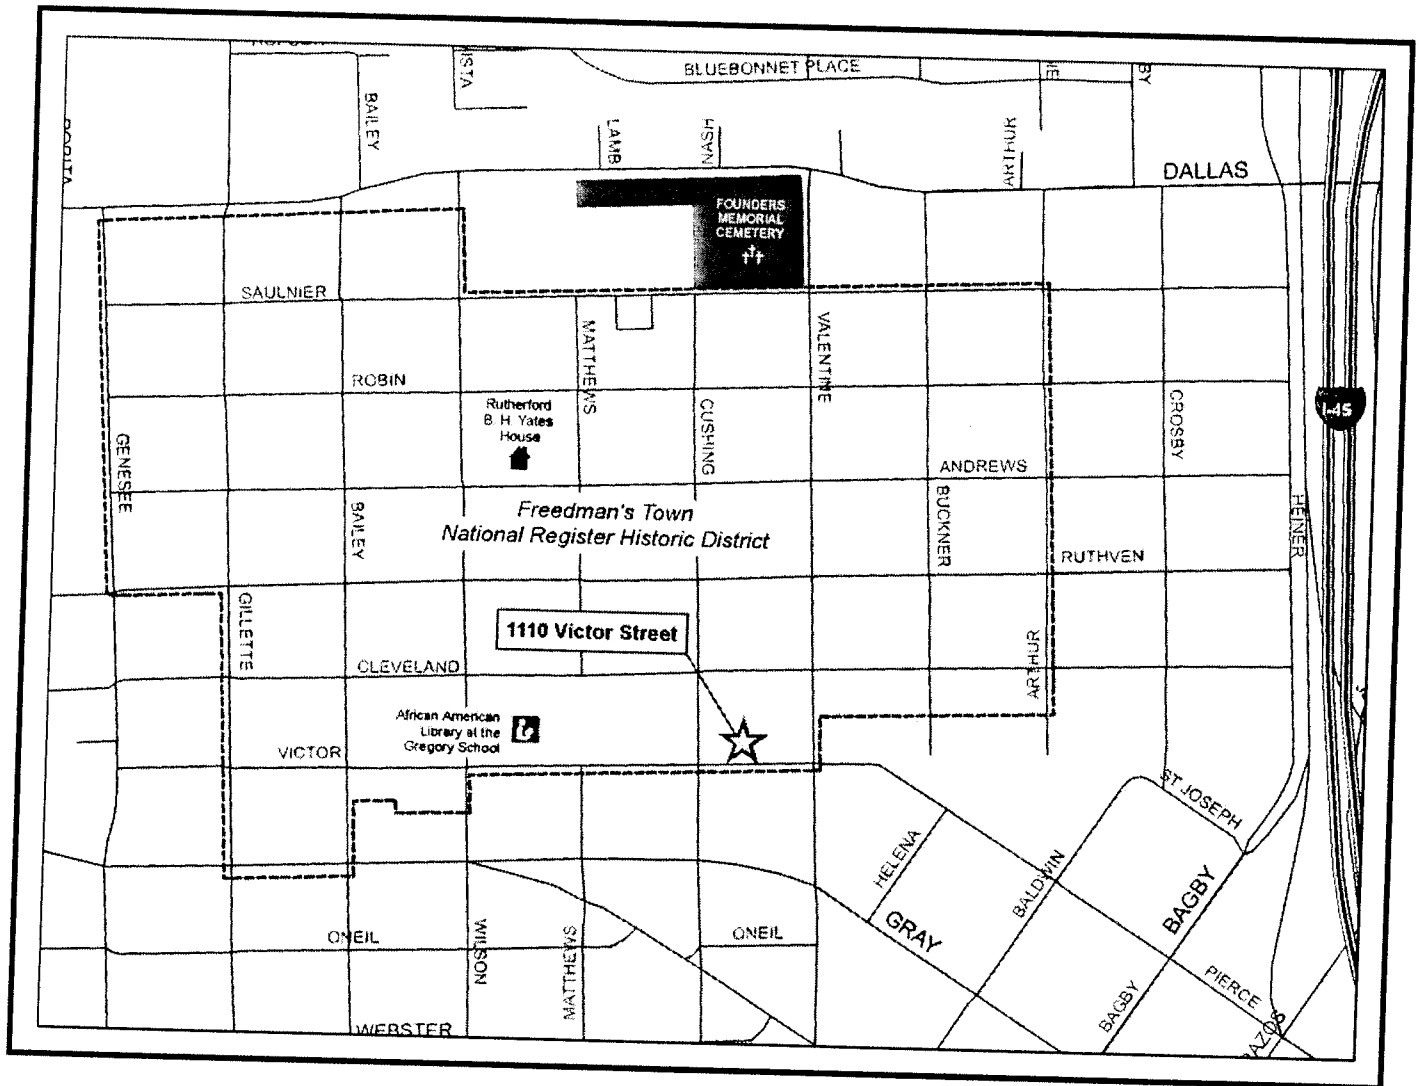 BLUEBONNET PLACE
BAILEY
LAMB
NASH
ARTHUR
DALLAS
FOUNDERS
MEMORIAL
CEMETERY
SAULNIER
MATTHEWS
VALENTINE
ROBIN
Rutherford
B. H. Yates
House
CUSHING
CROSBY
I-45
GENESEE
ANDREWS
BAILEY
Freedman's Town
National Register Historic District
BUCKNER
HEINER
RUTHVEN
GILLETTE
1110 Victor Street
ARTHUR
CLEVELAND
African American
Library at the
Gregory School
VICTOR
ST JOSEPH
HELENA
BALDWIN
BAGBY
GRAY
ONEIL
WILSON
MATTHEWS
ONEIL
PIERCE
BAGBY
WEBSTER